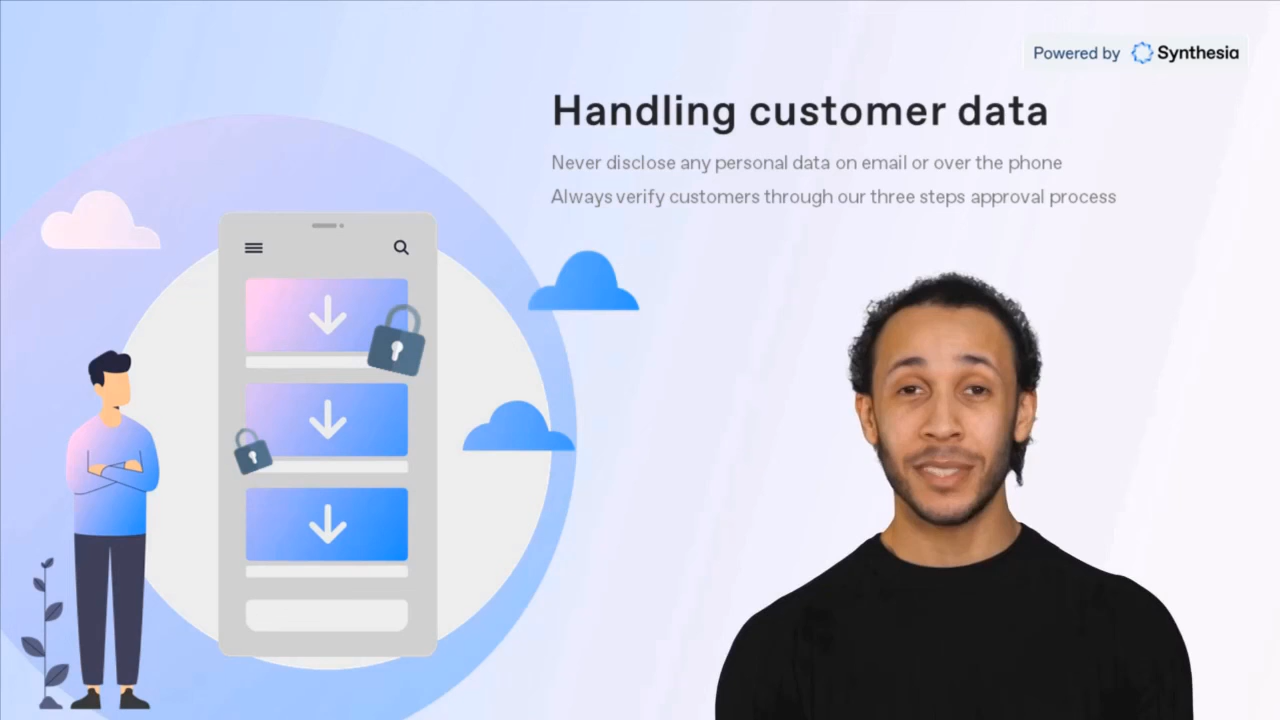 Powered by Synthesia
Handling customer data
Never disclose any personal data on email or over the phone
Always verify customers through our three steps approval process